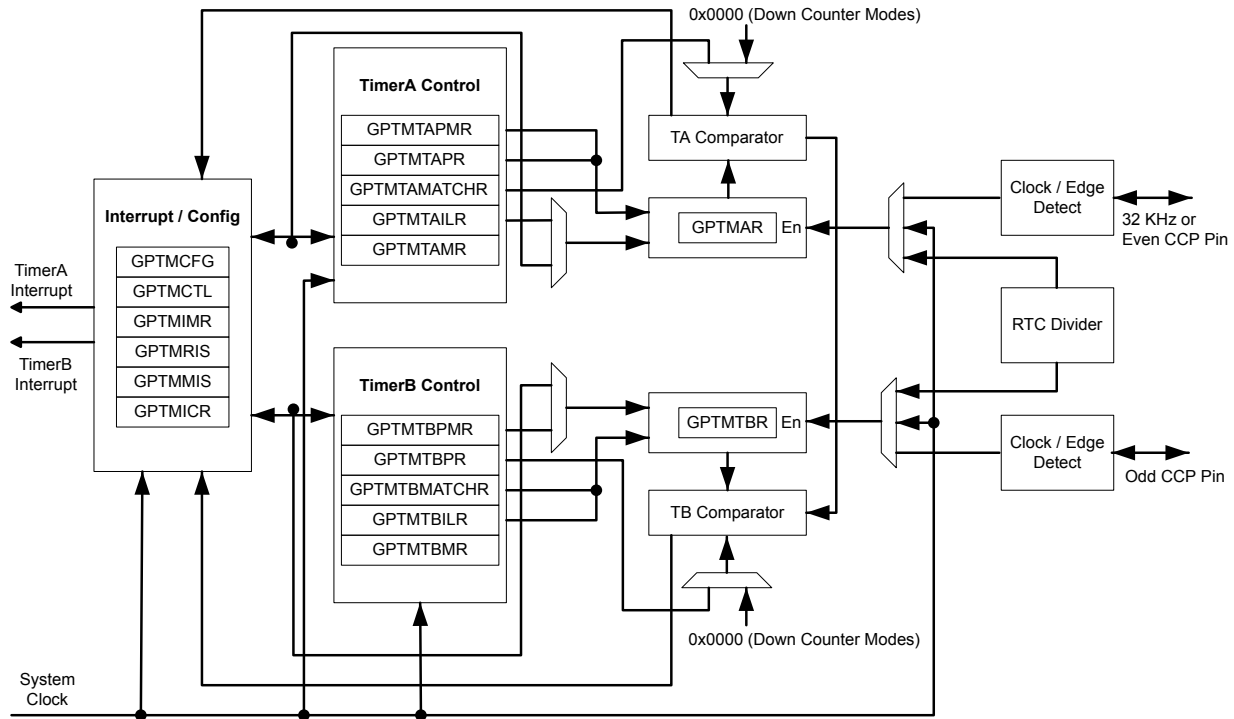 0x0000 (Down Counter Modes)
TimerA Control
GPTMTAPMR
GPTMTAPR
GPTMTAMATCHR
GPTMTAILR
GPTMTAMR
TA Comparator
GPTMAR
En
Clock / Edge
Detect
32 KHz or
Even CCP Pin
Interrupt / Config
GPTMCFG
GPTMCTL
GPTMIMR
GPTMRIS
GPTMMIS
GPTMICR
TimerA
Interrupt
TimerB
Interrupt
RTC Divider
TimerB Control
GPTMTBPMR
GPTMTBPR
GPTMTBMATCHR
GPTMTBILR
GPTMTBMR
GPTMTBR
En
TB Comparator
Clock / Edge
Detect
Odd CCP Pin
0x0000 (Down Counter Modes)
System
Clock